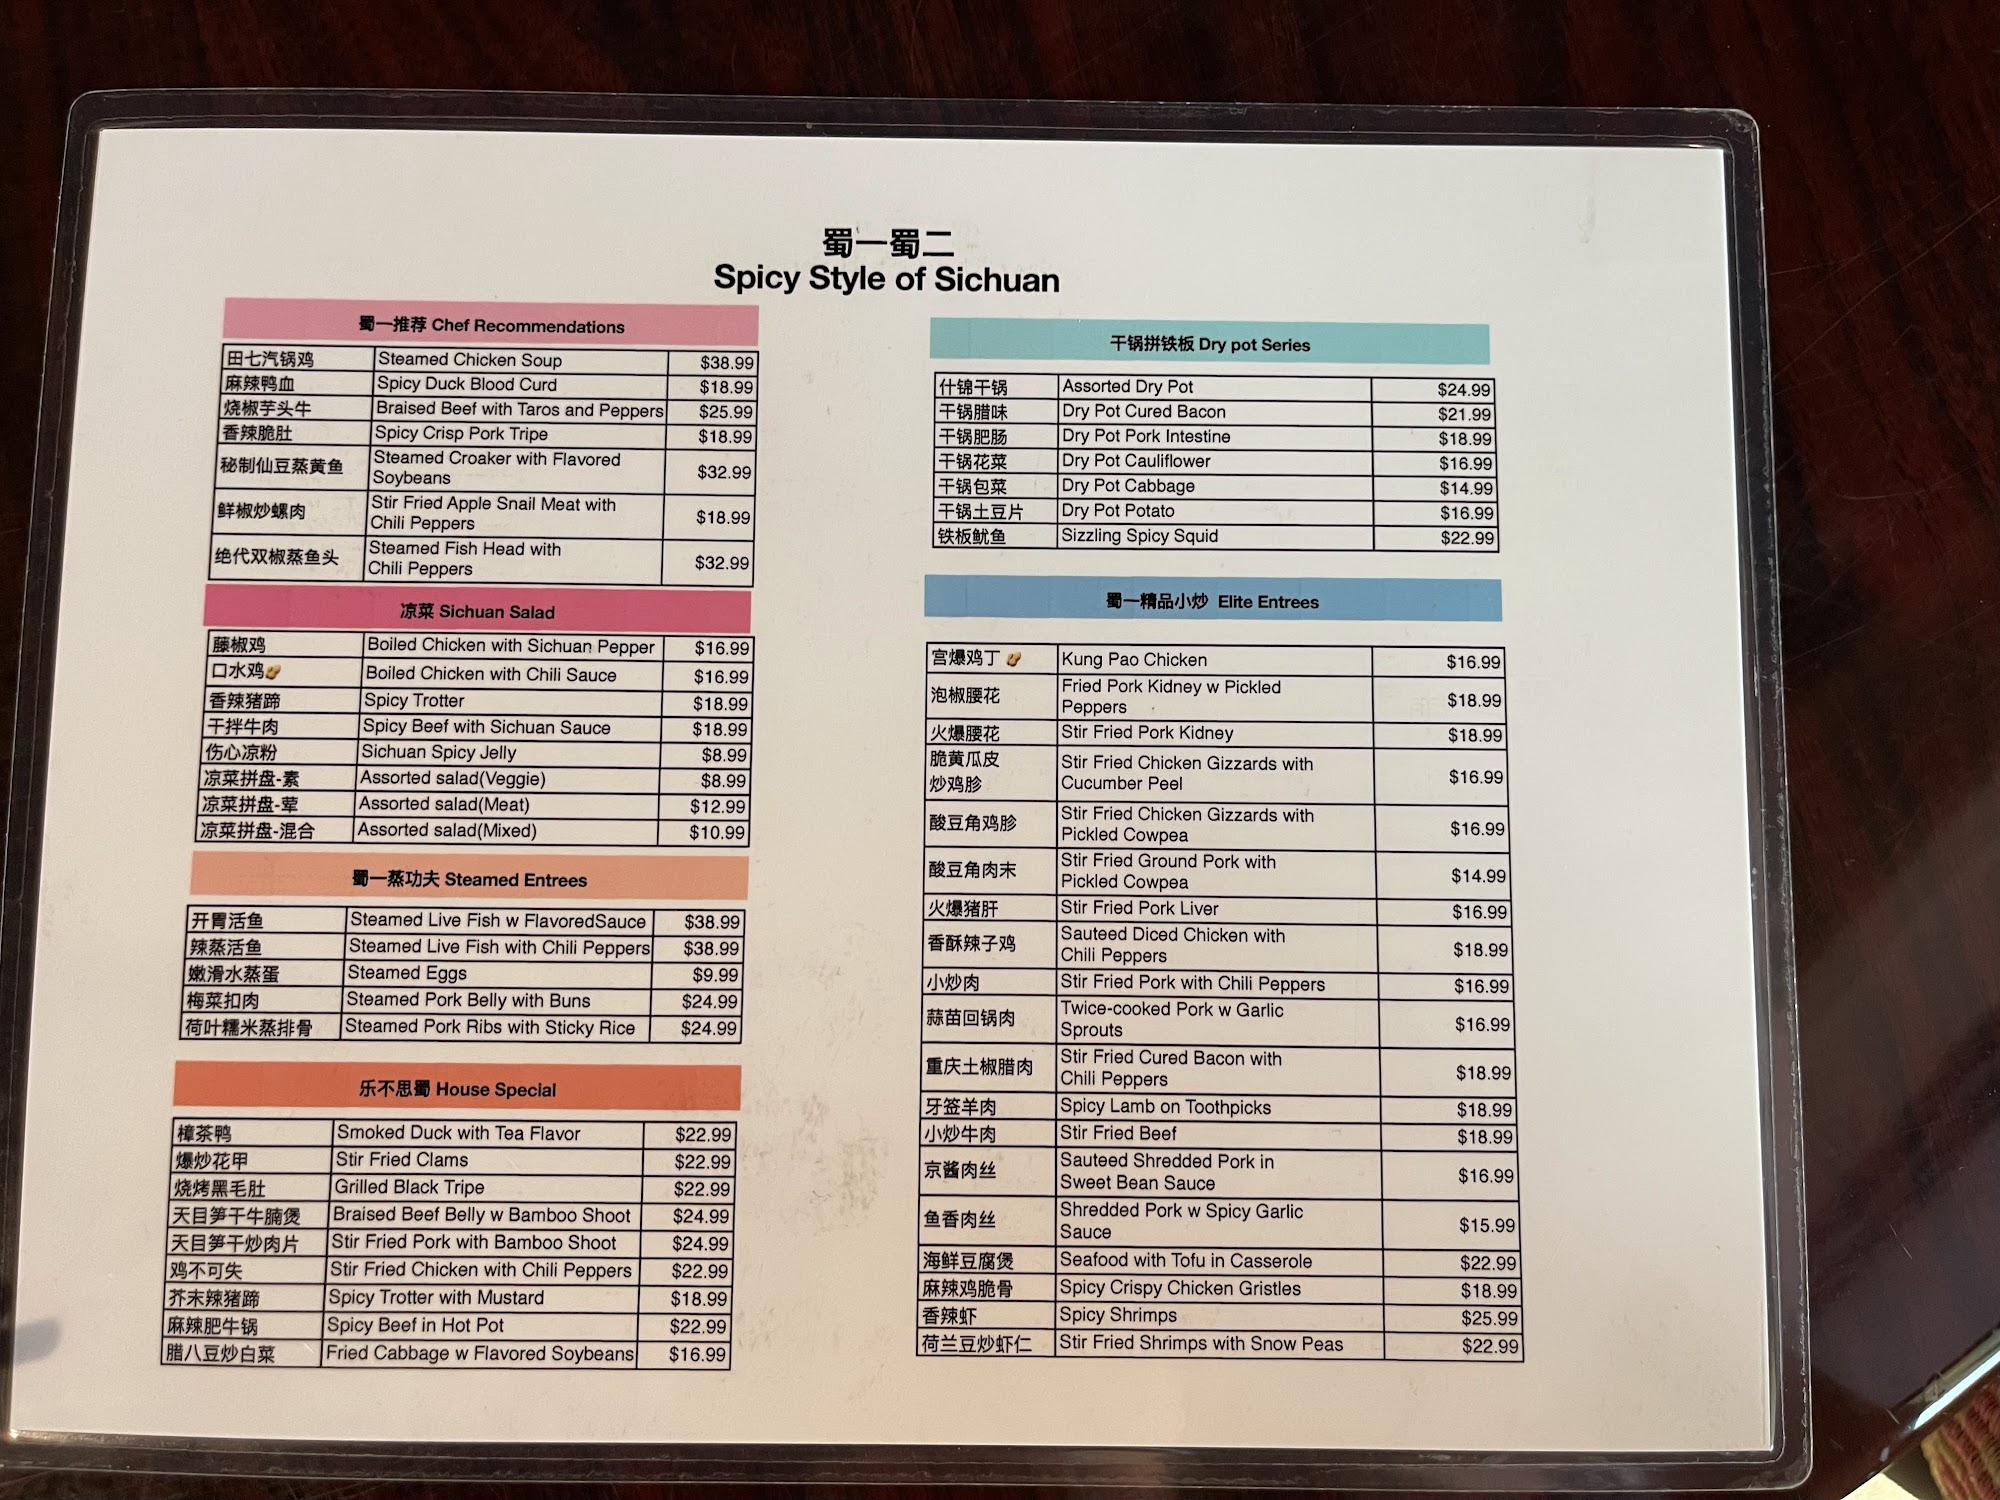 蜀一蜀二
Spicy Style of Sichuan
蜀一推荐 Chef Recommendations
田七汽锅鸡 Steamed Chicken Soup $38.99
麻辣鸭血 Spicy Duck Blood Curd $18.99
烧椒芋头牛 Braised Beef with Taros and Peppers $25.99
香辣脆肚 Spicy Crisp Pork Tripe $18.99
秘制仙豆蒸黄鱼 Steamed Croaker with Flavored
Soybeans $32.99
鲜椒炒螺肉 Stir Fried Apple Snail Meat with
Chili Peppers $18.99
绝代双椒蒸鱼头 Steamed Fish Head with
Chili Peppers $32.99
凉菜 Sichuan Salad
藤椒鸡 Boiled Chicken with Sichuan Pepper $16.99
口水鸡🥜 Boiled Chicken with Chili Sauce $16.99
香辣猪蹄 Spicy Trotter $18.99
干拌牛肉 Spicy Beef with Sichuan Sauce $18.99
伤心凉粉 Sichuan Spicy Jelly $8.99
凉菜拼盘-素 Assorted salad(Veggie) $8.99
凉菜拼盘-荤 Assorted salad(Meat) $12.99
凉菜拼盘-混合 Assorted salad(Mixed) $10.99
蜀一蒸功夫 Steamed Entrees
开胃活鱼 Steamed Live Fish w FlavoredSauce $38.99
辣蒸活鱼 Steamed Live Fish with Chili Peppers $38.99
嫩滑水蒸蛋 Steamed Eggs $9.99
梅菜扣肉 Steamed Pork Belly with Buns $24.99
荷叶糯米蒸排骨 Steamed Pork Ribs with Sticky Rice $24.99
乐不思蜀 House Special
樟茶鸭 Smoked Duck with Tea Flavor $22.99
爆炒花甲 Stir Fried Clams $22.99
烧烤黑毛肚 Grilled Black Tripe $22.99
天目笋干牛腩煲 Braised Beef Belly w Bamboo Shoot $24.99
天目笋干炒肉片 Stir Fried Pork with Bamboo Shoot $24.99
鸡不可失 Stir Fried Chicken with Chili Peppers $22.99
芥末辣猪蹄 Spicy Trotter with Mustard $18.99
麻辣肥牛锅 Spicy Beef in Hot Pot $22.99
腊八豆炒白菜 Fried Cabbage w Flavored Soybeans $16.99
干锅拼铁板 Dry pot Series
什锦干锅 Assorted Dry Pot $24.99
干锅腊味 Dry Pot Cured Bacon $21.99
干锅肥肠 Dry Pot Pork Intestine $18.99
干锅花菜 Dry Pot Cauliflower $16.99
干锅包菜 Dry Pot Cabbage $14.99
干锅土豆片 Dry Pot Potato $16.99
铁板鱿鱼 Sizzling Spicy Squid $22.99
蜀一精品小炒 Elite Entrees
宫爆鸡丁 🥜 Kung Pao Chicken $16.99
泡椒腰花 Fried Pork Kidney w Pickled
Peppers $18.99
火爆腰花 Stir Fried Pork Kidney $18.99
脆黄瓜皮 Stir Fried Chicken Gizzards with
炒鸡胗 Cucumber Peel $16.99
酸豆角鸡胗 Stir Fried Chicken Gizzards with
Pickled Cowpea $16.99
酸豆角肉末 Stir Fried Ground Pork with
Pickled Cowpea $14.99
火爆猪肝 Stir Fried Pork Liver $16.99
香酥辣子鸡 Sauteed Diced Chicken with
Chili Peppers $18.99
小炒肉 Stir Fried Pork with Chili Peppers $16.99
蒜苗回锅肉 Twice-cooked Pork w Garlic
Sprouts $16.99
重庆土椒腊肉 Stir Fried Cured Bacon with
Chili Peppers $18.99
牙签羊肉 Spicy Lamb on Toothpicks $18.99
小炒牛肉 Stir Fried Beef $18.99
京酱肉丝 Sauteed Shredded Pork in
Sweet Bean Sauce $16.99
鱼香肉丝 Shredded Pork w Spicy Garlic
Sauce $15.99
海鲜豆腐煲 Seafood with Tofu in Casserole $22.99
麻辣鸡脆骨 Spicy Crispy Chicken Gristles $18.99
香辣虾 Spicy Shrimps $25.99
荷兰豆炒虾仁 Stir Fried Shrimps with Snow Peas $22.99